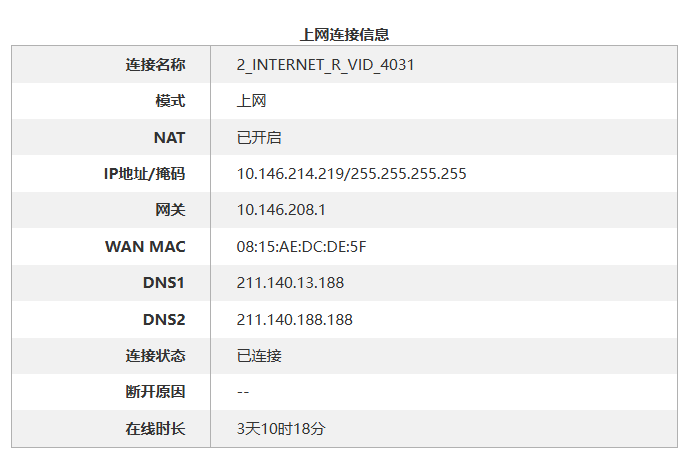 上网连接信息
连接名称 2_INTERNET_R_VID_4031
模式 上网
NAT 已开启
IP地址/掩码 10.146.214.219/255.255.255.255
网关 10.146.208.1
WAN MAC 08:15:AE:DC:DE:5F
DNS1 211.140.13.188
DNS2 211.140.188.188
连接状态 已连接
断开原因 --
在线时长 3天10时18分